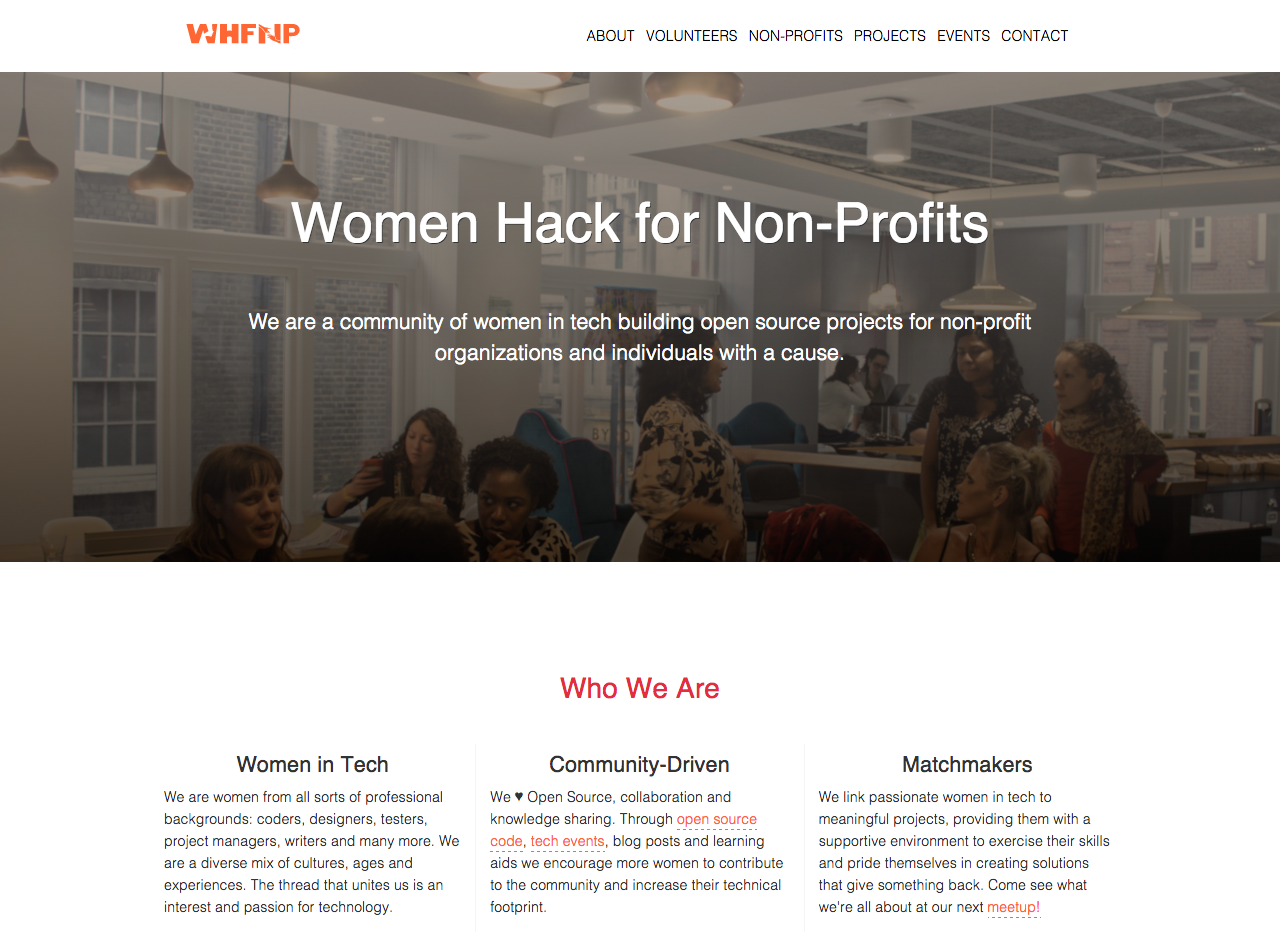 WHFNP
ABOUT VOLUNTEERS NON-PROFITS PROJECTS EVENTS CONTACT
Women Hack for Non-Profits
We are a community of women in tech building open source projects for non-profit
organizations and individuals with a cause.
Who We Are
Women in Tech
We are women from all sorts of professional
backgrounds: coders, designers, testers,
project managers, writers and many more. We
are a diverse mix of cultures, ages and
experiences. The thread that unites us is an
interest and passion for technology.
Community-Driven
We ♥ Open Source, collaboration and
knowledge sharing. Through open source
code, tech events, blog posts and learning
aids we encourage more women to contribute
to the community and increase their technical
footprint.
Matchmakers
We link passionate women in tech to
meaningful projects, providing them with a
supportive environment to exercise their skills
and pride themselves in creating solutions
that give something back. Come see what
we're all about at our next meetup!